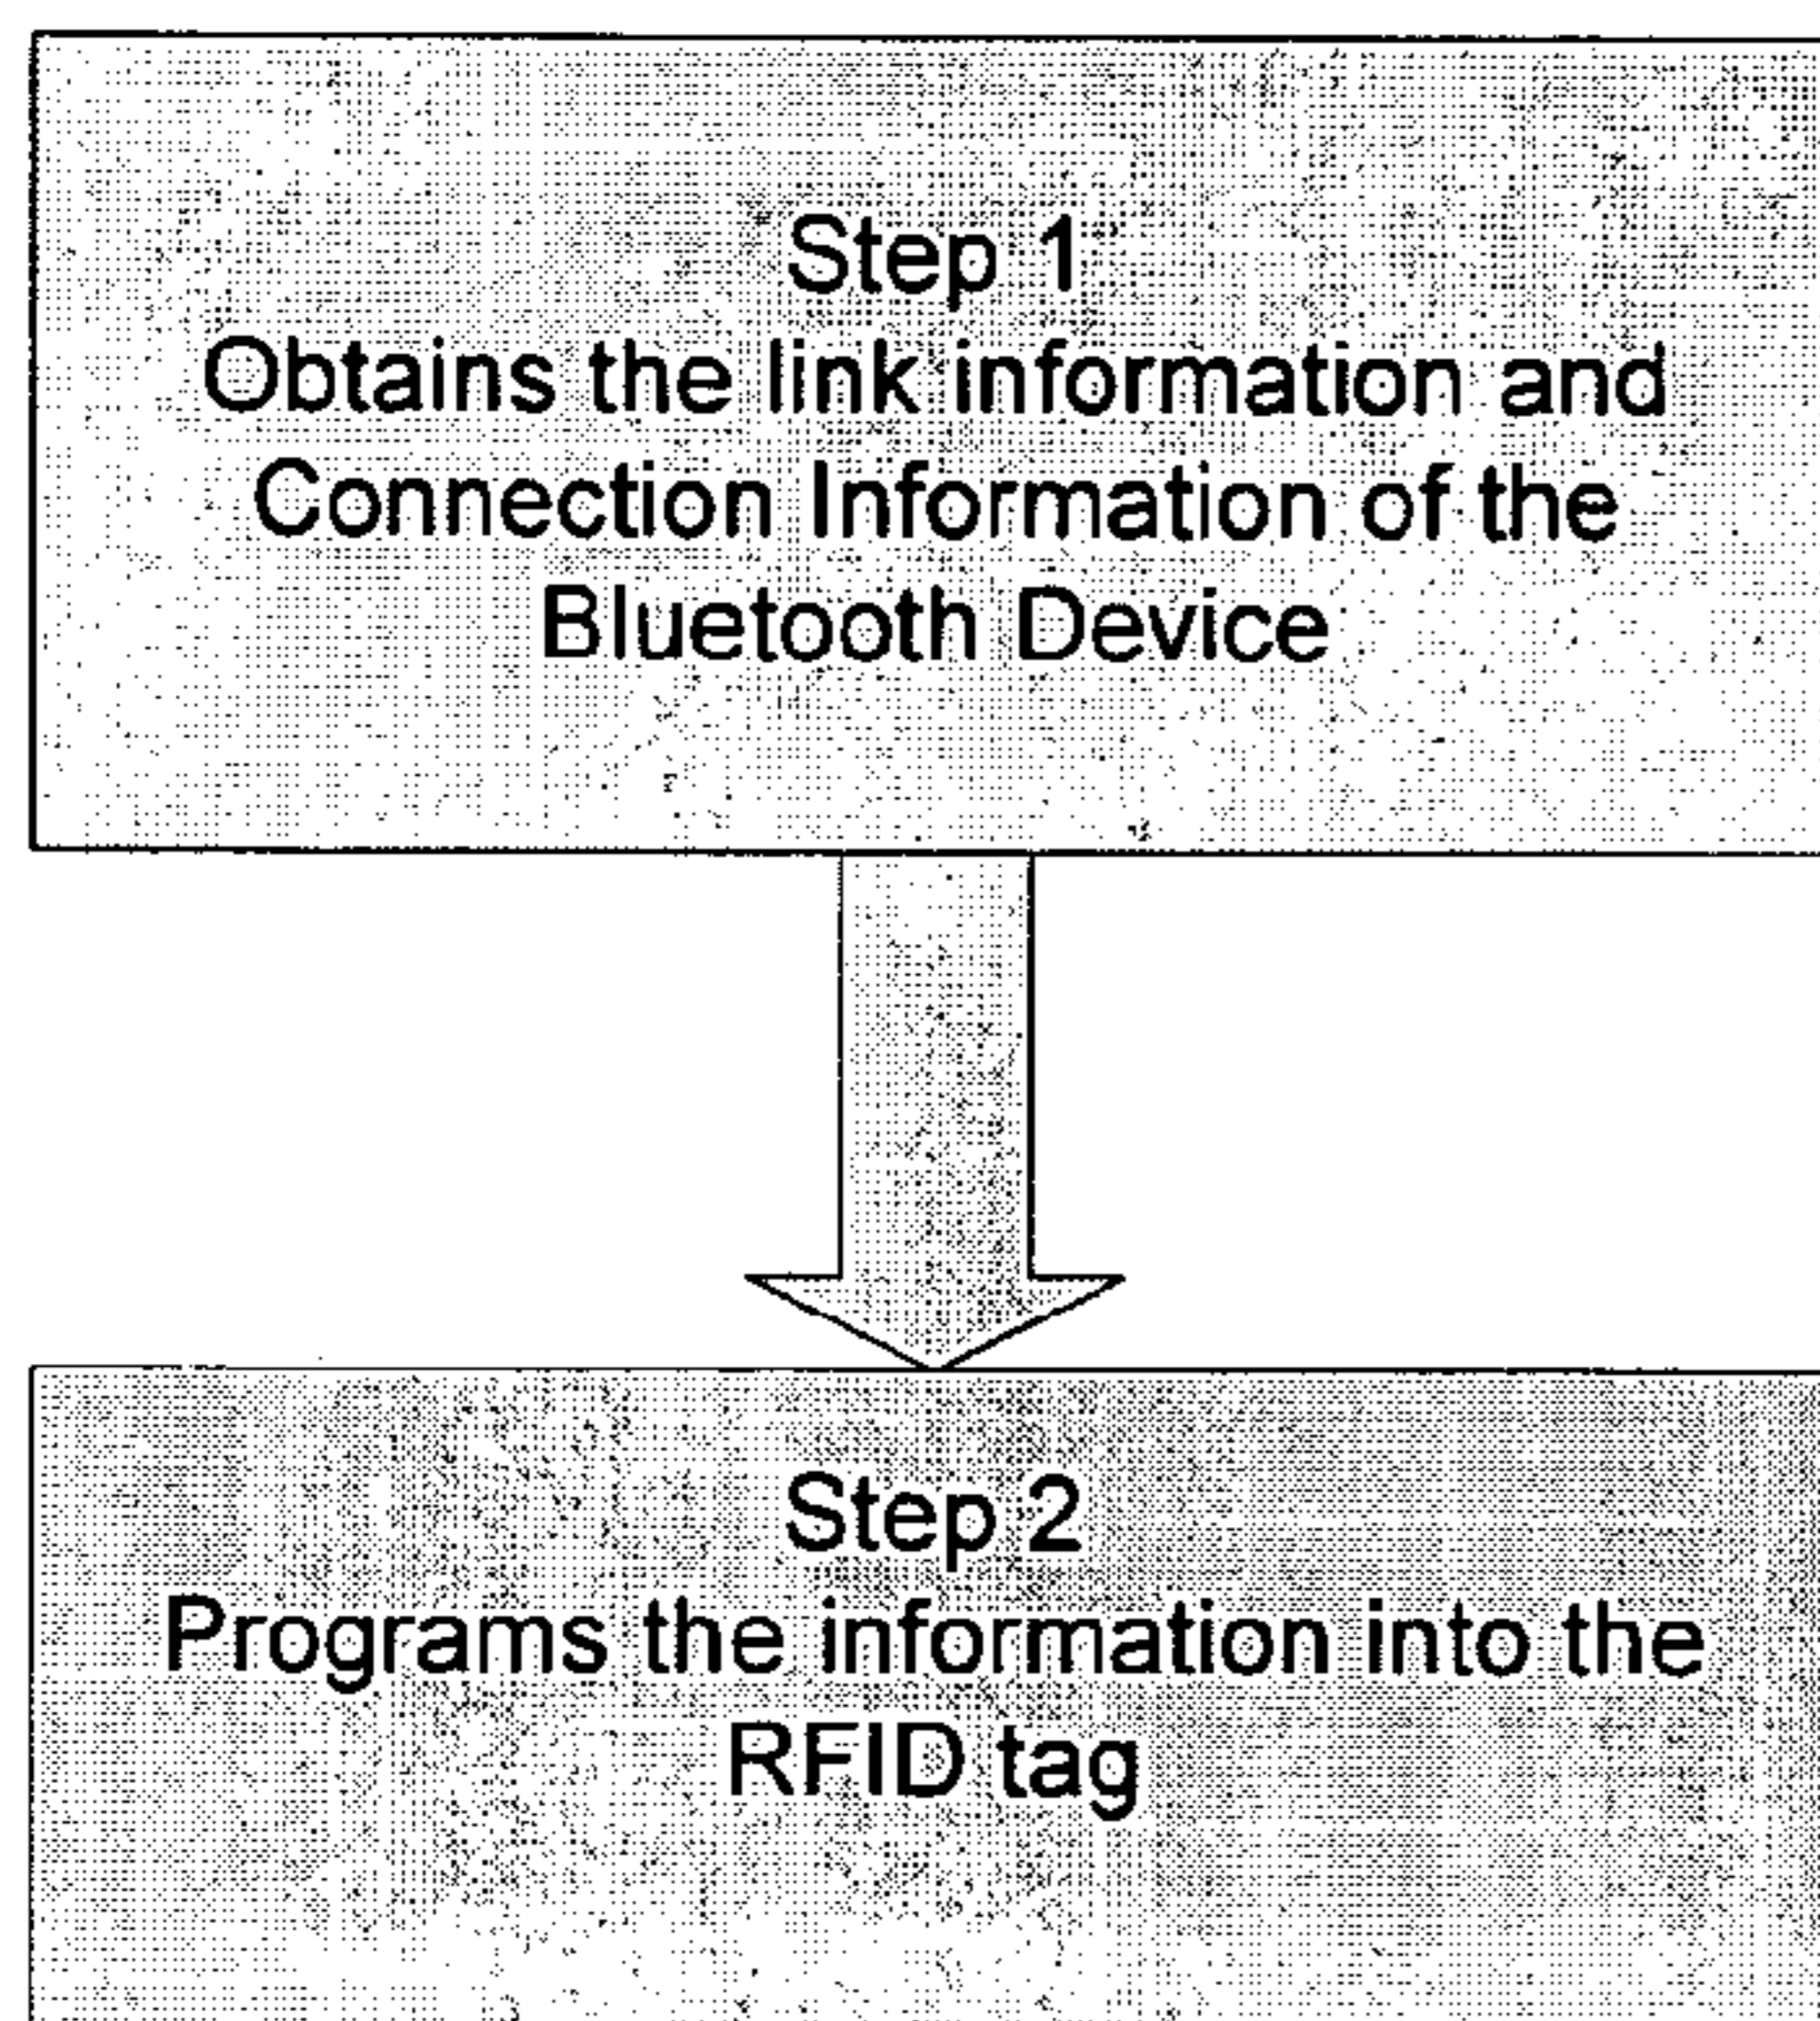 Step 1
Obtains the link information and
Connection Information of the
Bluetooth Device
Step 2
Programs the information into the
RFID tag